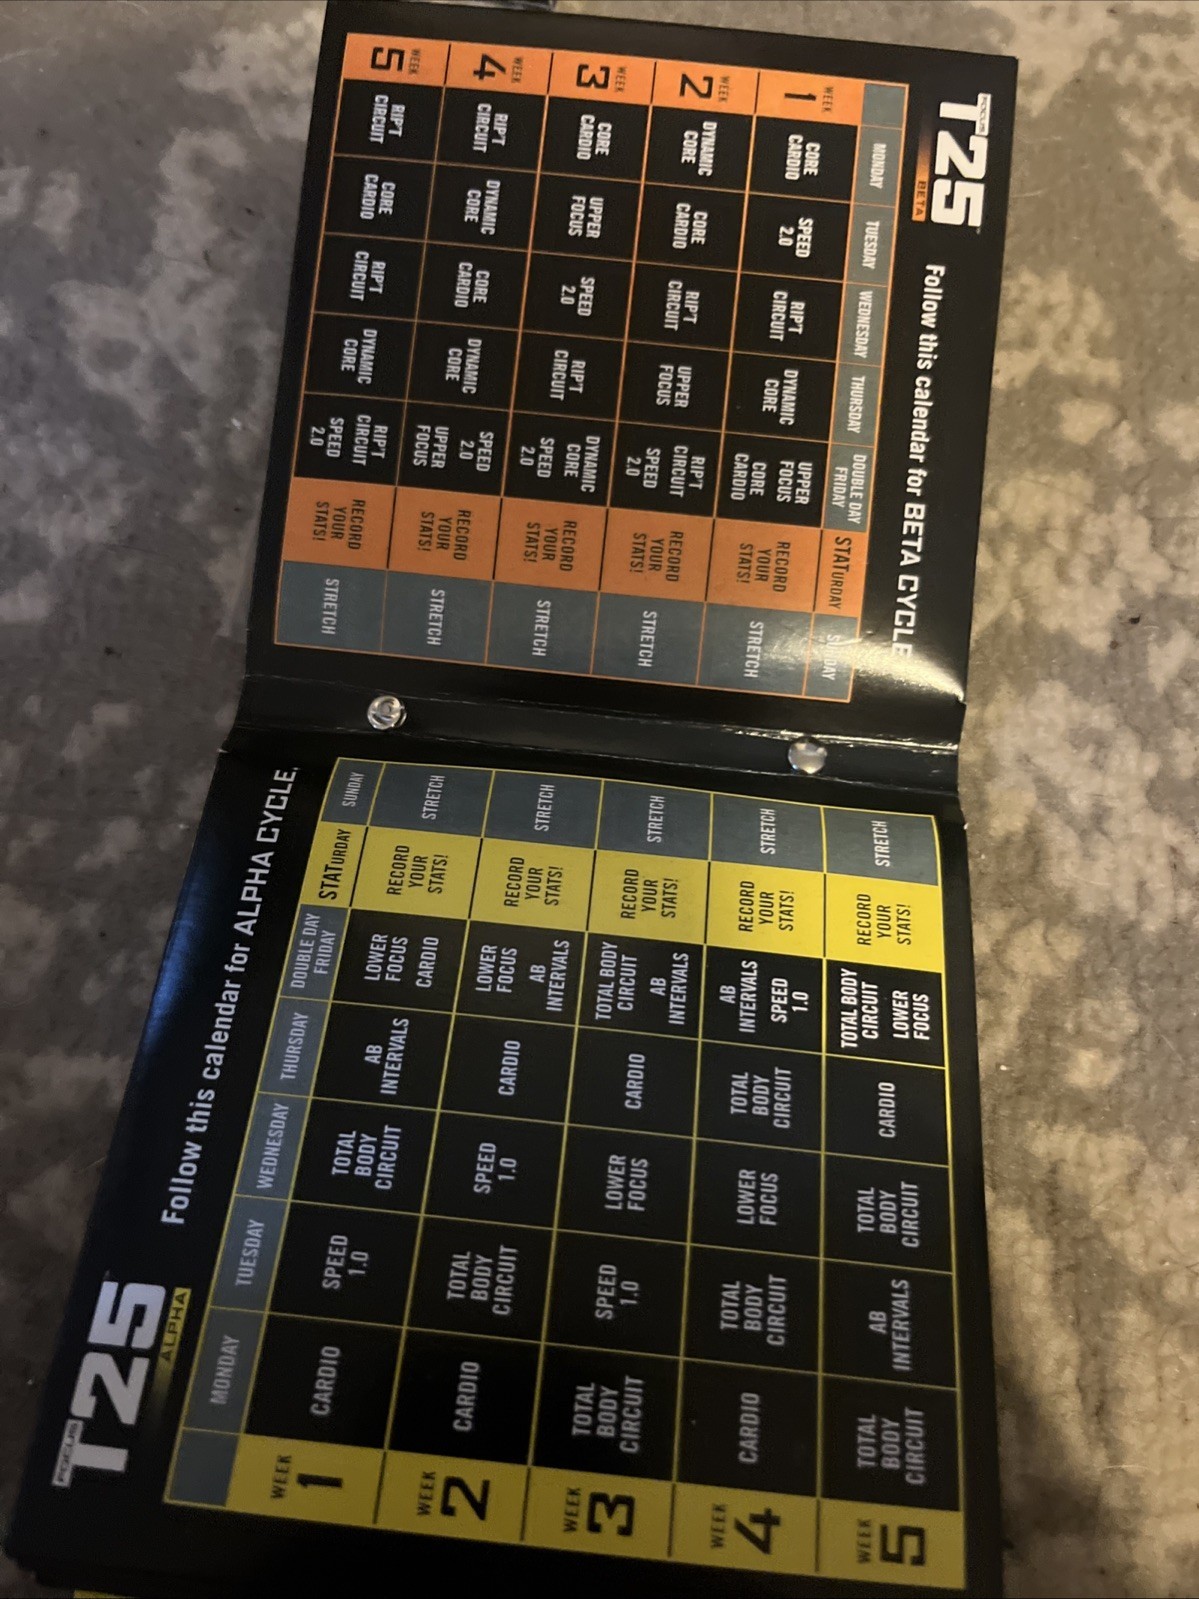 FOCUS
T25
BETA
Follow this calendar for BETA CYCLE
MONDAY TUESDAY WEDNESDAY THURSDAY DOUBLE DAY FRIDAY STATURDAY SUNDAY
WEEK 1 CORE CARDIO SPEED 2.0 RIP'T CIRCUIT DYNAMIC CORE UPPER FOCUS CORE CARDIO RECORD YOUR STATS! STRETCH
WEEK 2 DYNAMIC CORE CORE CARDIO RIP'T CIRCUIT UPPER FOCUS RIP'T CIRCUIT SPEED 2.0 RECORD YOUR STATS! STRETCH
WEEK 3 CORE CARDIO UPPER FOCUS SPEED 2.0 RIP'T CIRCUIT DYNAMIC CORE SPEED 2.0 RECORD YOUR STATS! STRETCH
WEEK 4 RIP'T CIRCUIT DYNAMIC CORE CORE CARDIO DYNAMIC CORE SPEED 2.0 UPPER FOCUS RECORD YOUR STATS! STRETCH
WEEK 5 RIP'T CIRCUIT CORE CARDIO RIP'T CIRCUIT DYNAMIC CORE RIP'T CIRCUIT SPEED 2.0 RECORD YOUR STATS! STRETCH
FOCUS
T25
ALPHA
Follow this calendar for ALPHA CYCLE.
MONDAY TUESDAY WEDNESDAY THURSDAY DOUBLE DAY FRIDAY STATURDAY SUNDAY
WEEK 1 CARDIO SPEED 1.0 TOTAL BODY CIRCUIT AB INTERVALS LOWER FOCUS CARDIO RECORD YOUR STATS! STRETCH
WEEK 2 CARDIO TOTAL BODY CIRCUIT SPEED 1.0 CARDIO LOWER FOCUS AB INTERVALS RECORD YOUR STATS! STRETCH
WEEK 3 TOTAL BODY CIRCUIT SPEED 1.0 LOWER FOCUS CARDIO TOTAL BODY CIRCUIT AB INTERVALS RECORD YOUR STATS! STRETCH
WEEK 4 CARDIO TOTAL BODY CIRCUIT LOWER FOCUS TOTAL BODY CIRCUIT AB INTERVALS SPEED 1.0 RECORD YOUR STATS! STRETCH
WEEK 5 TOTAL BODY CIRCUIT AB INTERVALS TOTAL BODY CIRCUIT CARDIO TOTAL BODY CIRCUIT LOWER FOCUS RECORD YOUR STATS! STRETCH